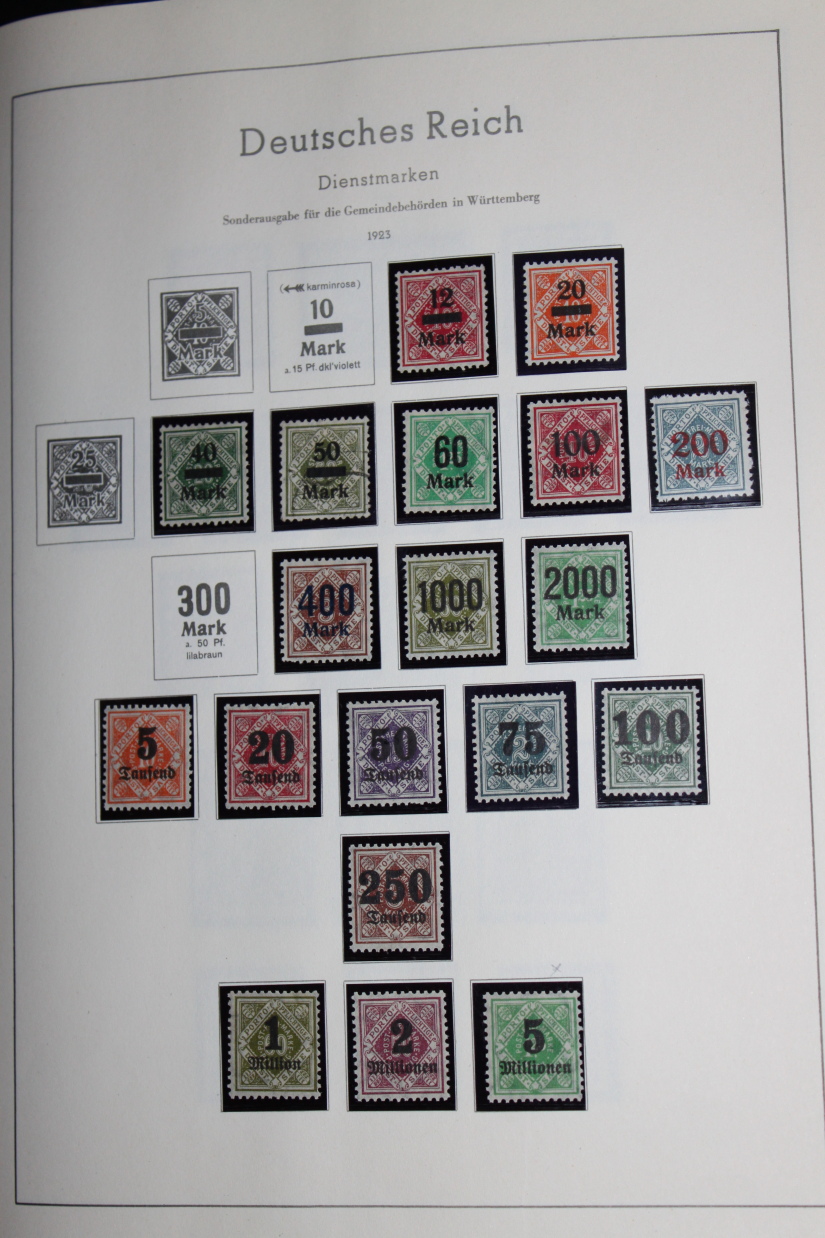 Deutsches Reich
Dienstmarken
Sonderausgabe für die Gemeindebehörden in Württemberg
1923
5
Mark
(karminrosa)
10
Mark
a. 15 Pf. dkl'violett
12
Mark
20
Mark
25
Mark
40
Mark
50
Mark
60
Mark
100
Mark
200
Mark
300
Mark
a. 50 Pf.
lilabraun
400
Mark
1000
Mark
2000
Mark
5
Tausend
20
Tausend
50
Tausend
75
Tausend
100
Tausend
250
Tausend
1
Million
2
Millionen
5
Millionen